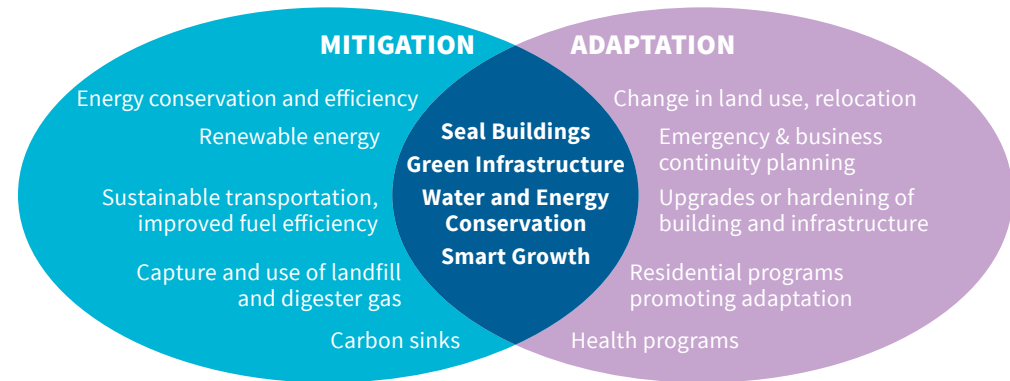 MITIGATION
Energy conservation and efficiency
Renewable energy
Sustainable transportation,
improved fuel efficiency
Capture and use of landfill
and digester gas
Carbon sinks
Seal Buildings
Green Infrastructure
Water and Energy
Conservation
Smart Growth
ADAPTATION
Change in land use, relocation
Emergency & business
continuity planning
Upgrades or hardening of
building and infrastructure
Residential programs
promoting adaptation
Health programs